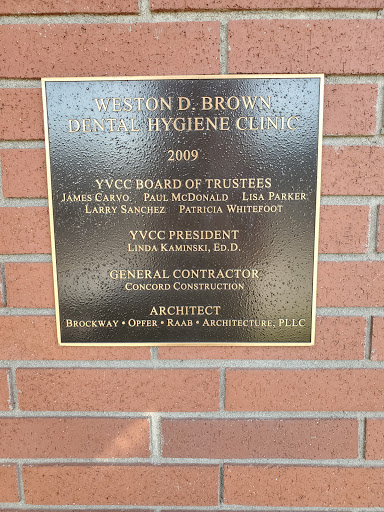 WESTON D. BROWN
DENTAL HYGIENE CLINIC
2009
YVCC BOARD OF TRUSTEES
JAMES CARVO. PAUL MCDONALD LISA PARKER
LARRY SANCHEZ PATRICIA WHITEFOOT
YVCC PRESIDENT
LINDA KAMINSKI, ED.D.
GENERAL CONTRACTOR
CONCORD CONSTRUCTION
ARCHITECT
BROCKWAY • OPFER • RAAB • ARCHITECTURE, PLLC